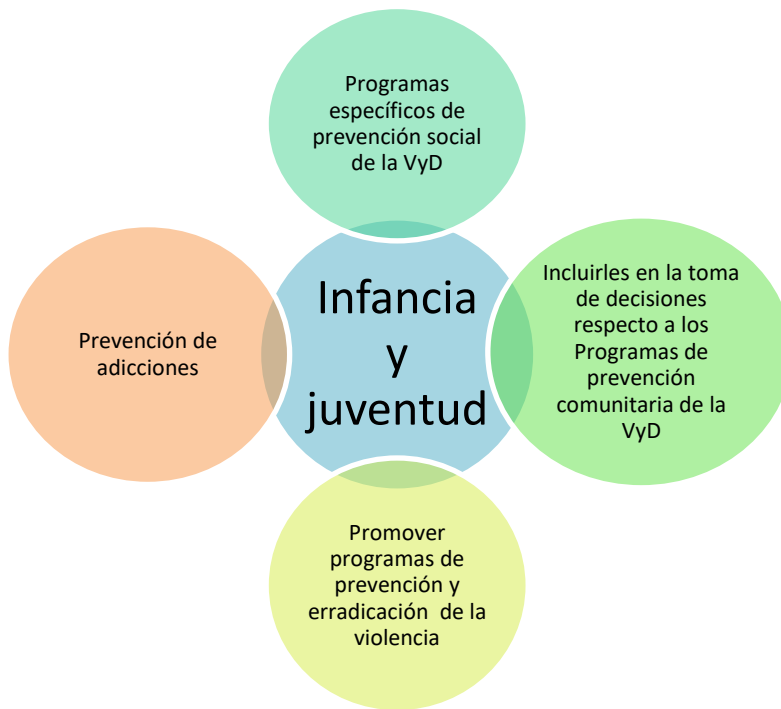 Programas
específicos de
prevención social
de la VyD
Incluirles en la toma
de decisiones
respecto a los
Programas de
prevención
comunitaria de la
VyD
Promover
programas de
prevención y
erradicación de la
violencia
Prevención de
adicciones
Infancia
y
juventud